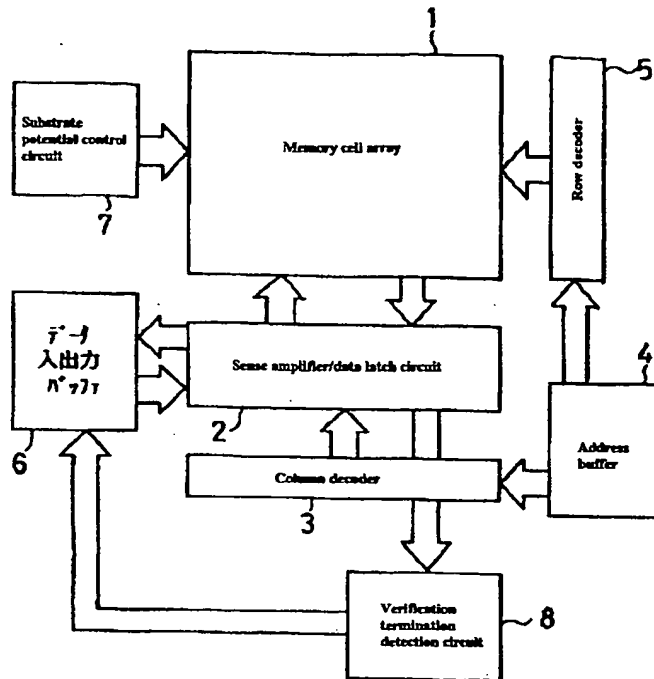 1
5
Substrate
potential control
circuit
7
Memory cell array
Row decoder
データ
入出力
バッファ
6
Sense amplifier/data latch circuit
2
4
Address
buffer
Column decoder
3
Verification
termination
detection circuit
8